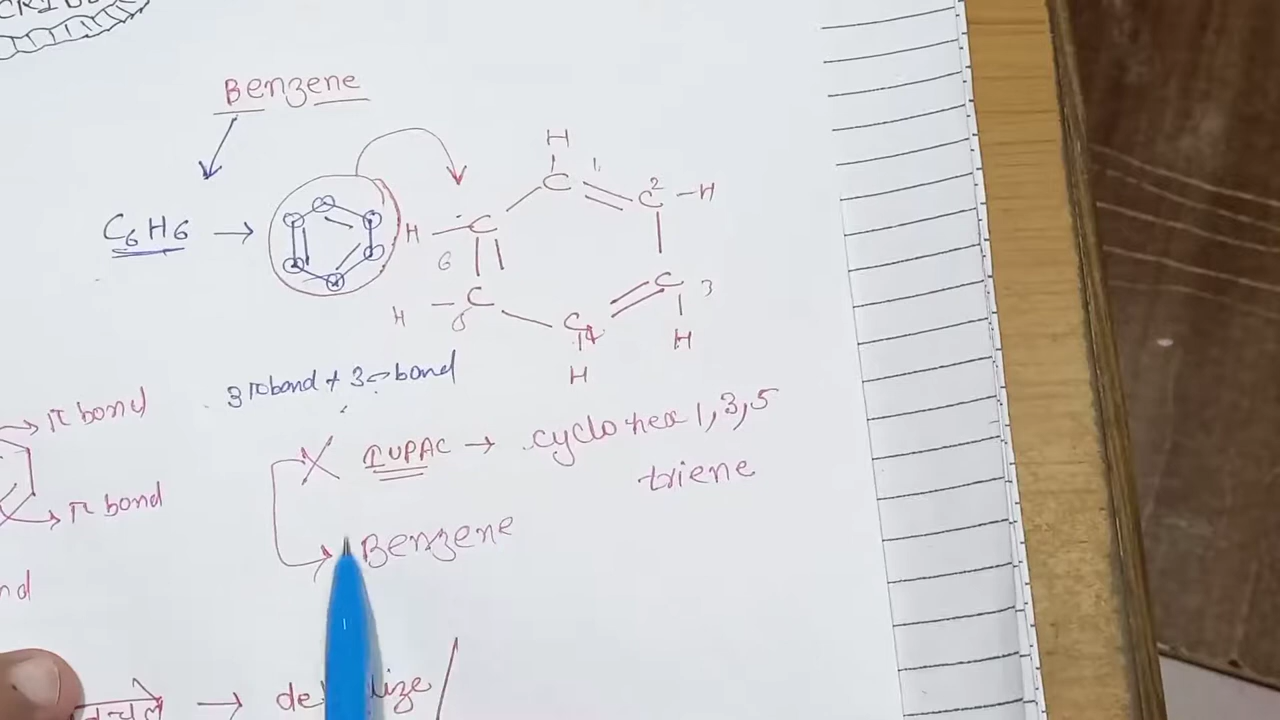 Benzene
C6H6 →
H
1
C
C 2 - H
H - C
6
H - C
5
C 3
H
C 4
H
3 π bond + 3 σ bond
→ π bond
→ π bond
IUPAC → cyclohex 1,3,5
triene
Benzene
nd
→